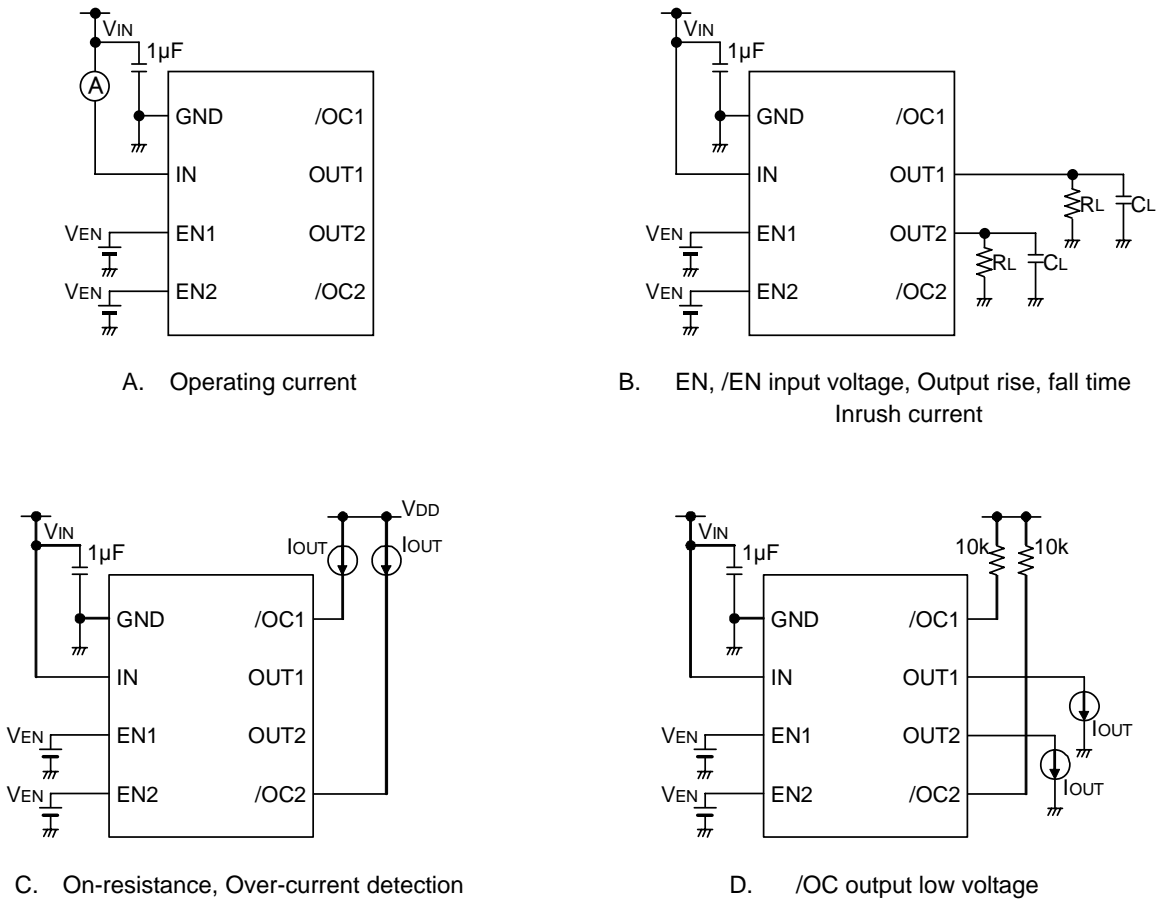 VIN
1µF
A
GND /OC1
IN OUT1
VEN EN1 OUT2
VEN EN2 /OC2
A. Operating current
VIN
1µF
GND /OC1
IN OUT1
RL CL
VEN EN1 OUT2
RL CL
VEN EN2 /OC2
B. EN, /EN input voltage, Output rise, fall time
Inrush current
VDD
VIN
IOUT IOUT
1µF
GND /OC1
IN OUT1
VEN EN1 OUT2
VEN EN2 /OC2
C. On-resistance, Over-current detection
VIN
10k 10k
1µF
GND /OC1
IN OUT1
IOUT
VEN EN1 OUT2
IOUT
VEN EN2 /OC2
D. /OC output low voltage